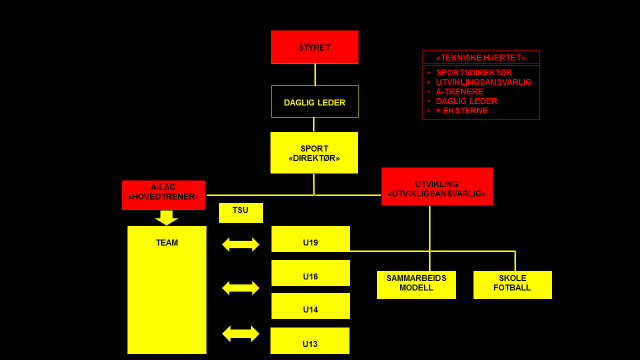 STYRET
«TEKNISKE HJERTET»
• SPORTSDIREKTØR
• UTVIKLINGSANSVARLIG
• A-TRENERE
• DAGLIG LEDER
• + EKSTERNE
DAGLIG LEDER
SPORT
«DIREKTØR»
A-LAG
«HOVEDTRENER»
UTVIKLING
«UTVIKLIGSANSVARLIG»
TSU
TEAM
U19
U16
U14
U13
SAMMARBEIDS
MODELL
SKOLE
FOTBALL